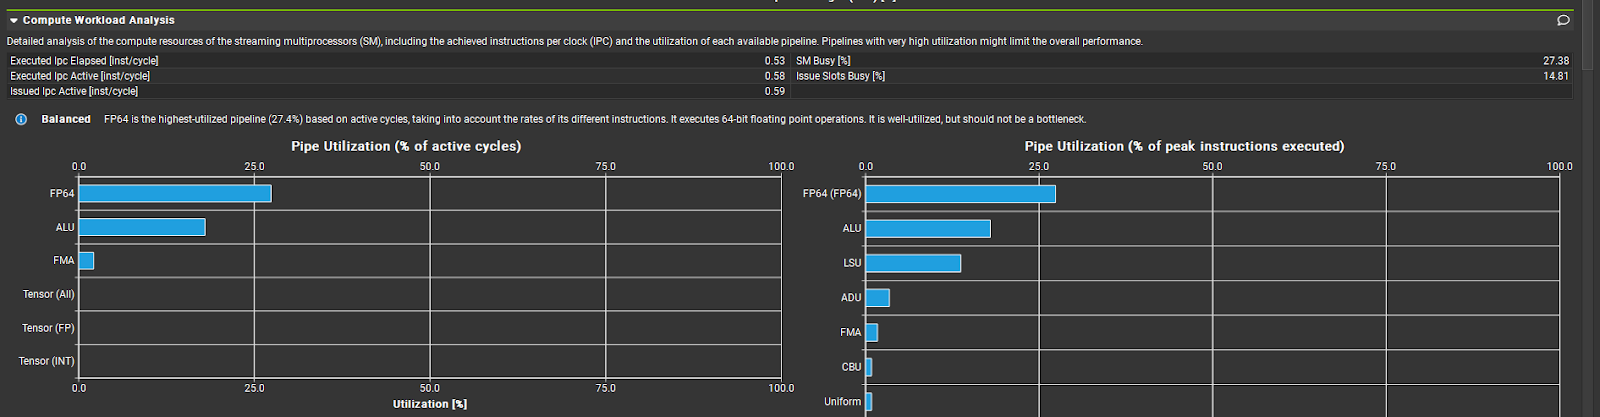 Compute Workload Analysis
Detailed analysis of the compute resources of the streaming multiprocessors (SM), including the achieved instructions per clock (IPC) and the utilization of each available pipeline. Pipelines with very high utilization might limit the overall performance.
Executed Ipc Elapsed [inst/cycle] 0.53 SM Busy [%] 27.38
Executed Ipc Active [inst/cycle] 0.58 Issue Slots Busy [%] 14.81
Issued Ipc Active [inst/cycle] 0.59
Balanced FP64 is the highest-utilized pipeline (27.4%) based on active cycles, taking into account the rates of its different instructions. It executes 64-bit floating point operations. It is well-utilized, but should not be a bottleneck.
Pipe Utilization (% of active cycles)
0.0 25.0 50.0 75.0 100.0
FP64
ALU
FMA
Tensor (All)
Tensor (FP)
Tensor (INT)
0.0 25.0 50.0 75.0 100.0
Utilization [%]
Pipe Utilization (% of peak instructions executed)
0.0 25.0 50.0 75.0 100.0
FP64 (FP64)
ALU
LSU
ADU
FMA
CBU
Uniform